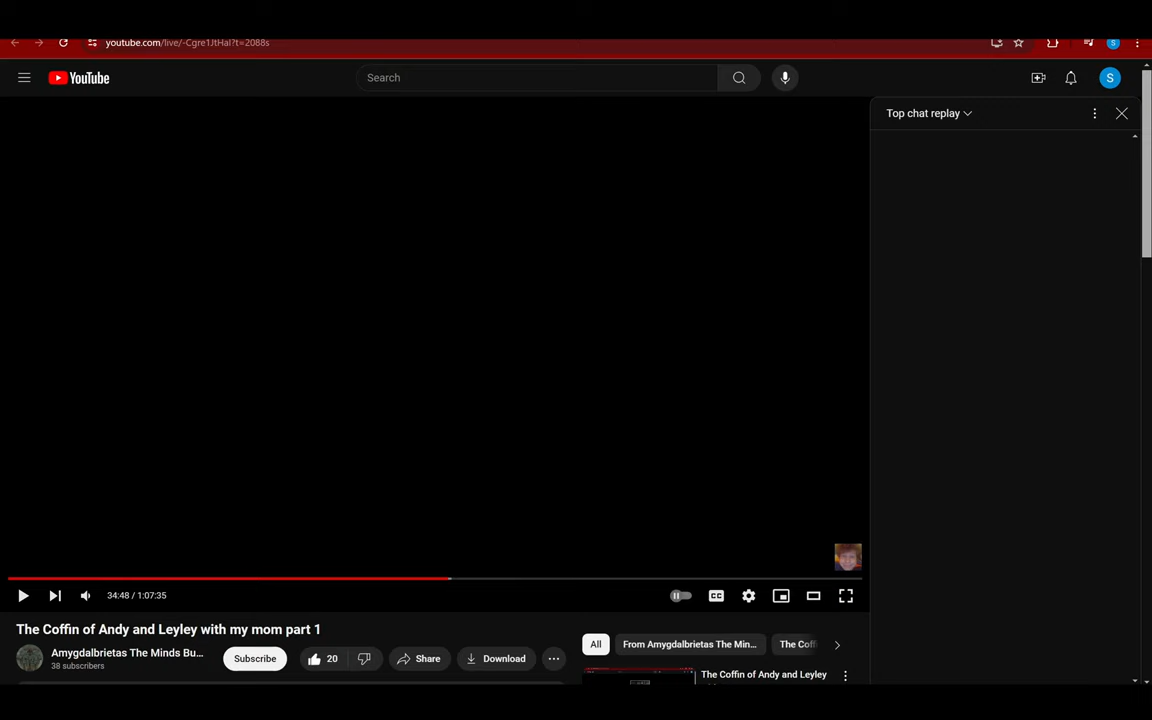 youtube.com/live/-Cgre1JtHaI?t=2088s
S
YouTube
Search
S
Top chat replay
34:48 / 1:07:35
CC
The Coffin of Andy and Leyley with my mom part 1
Amygdalbrietas The Minds Bu...
38 subscribers
Subscribe
20
Share
Download
All
From Amygdalbrietas The Min...
The Coffi
The Coffin of Andy and Leyley